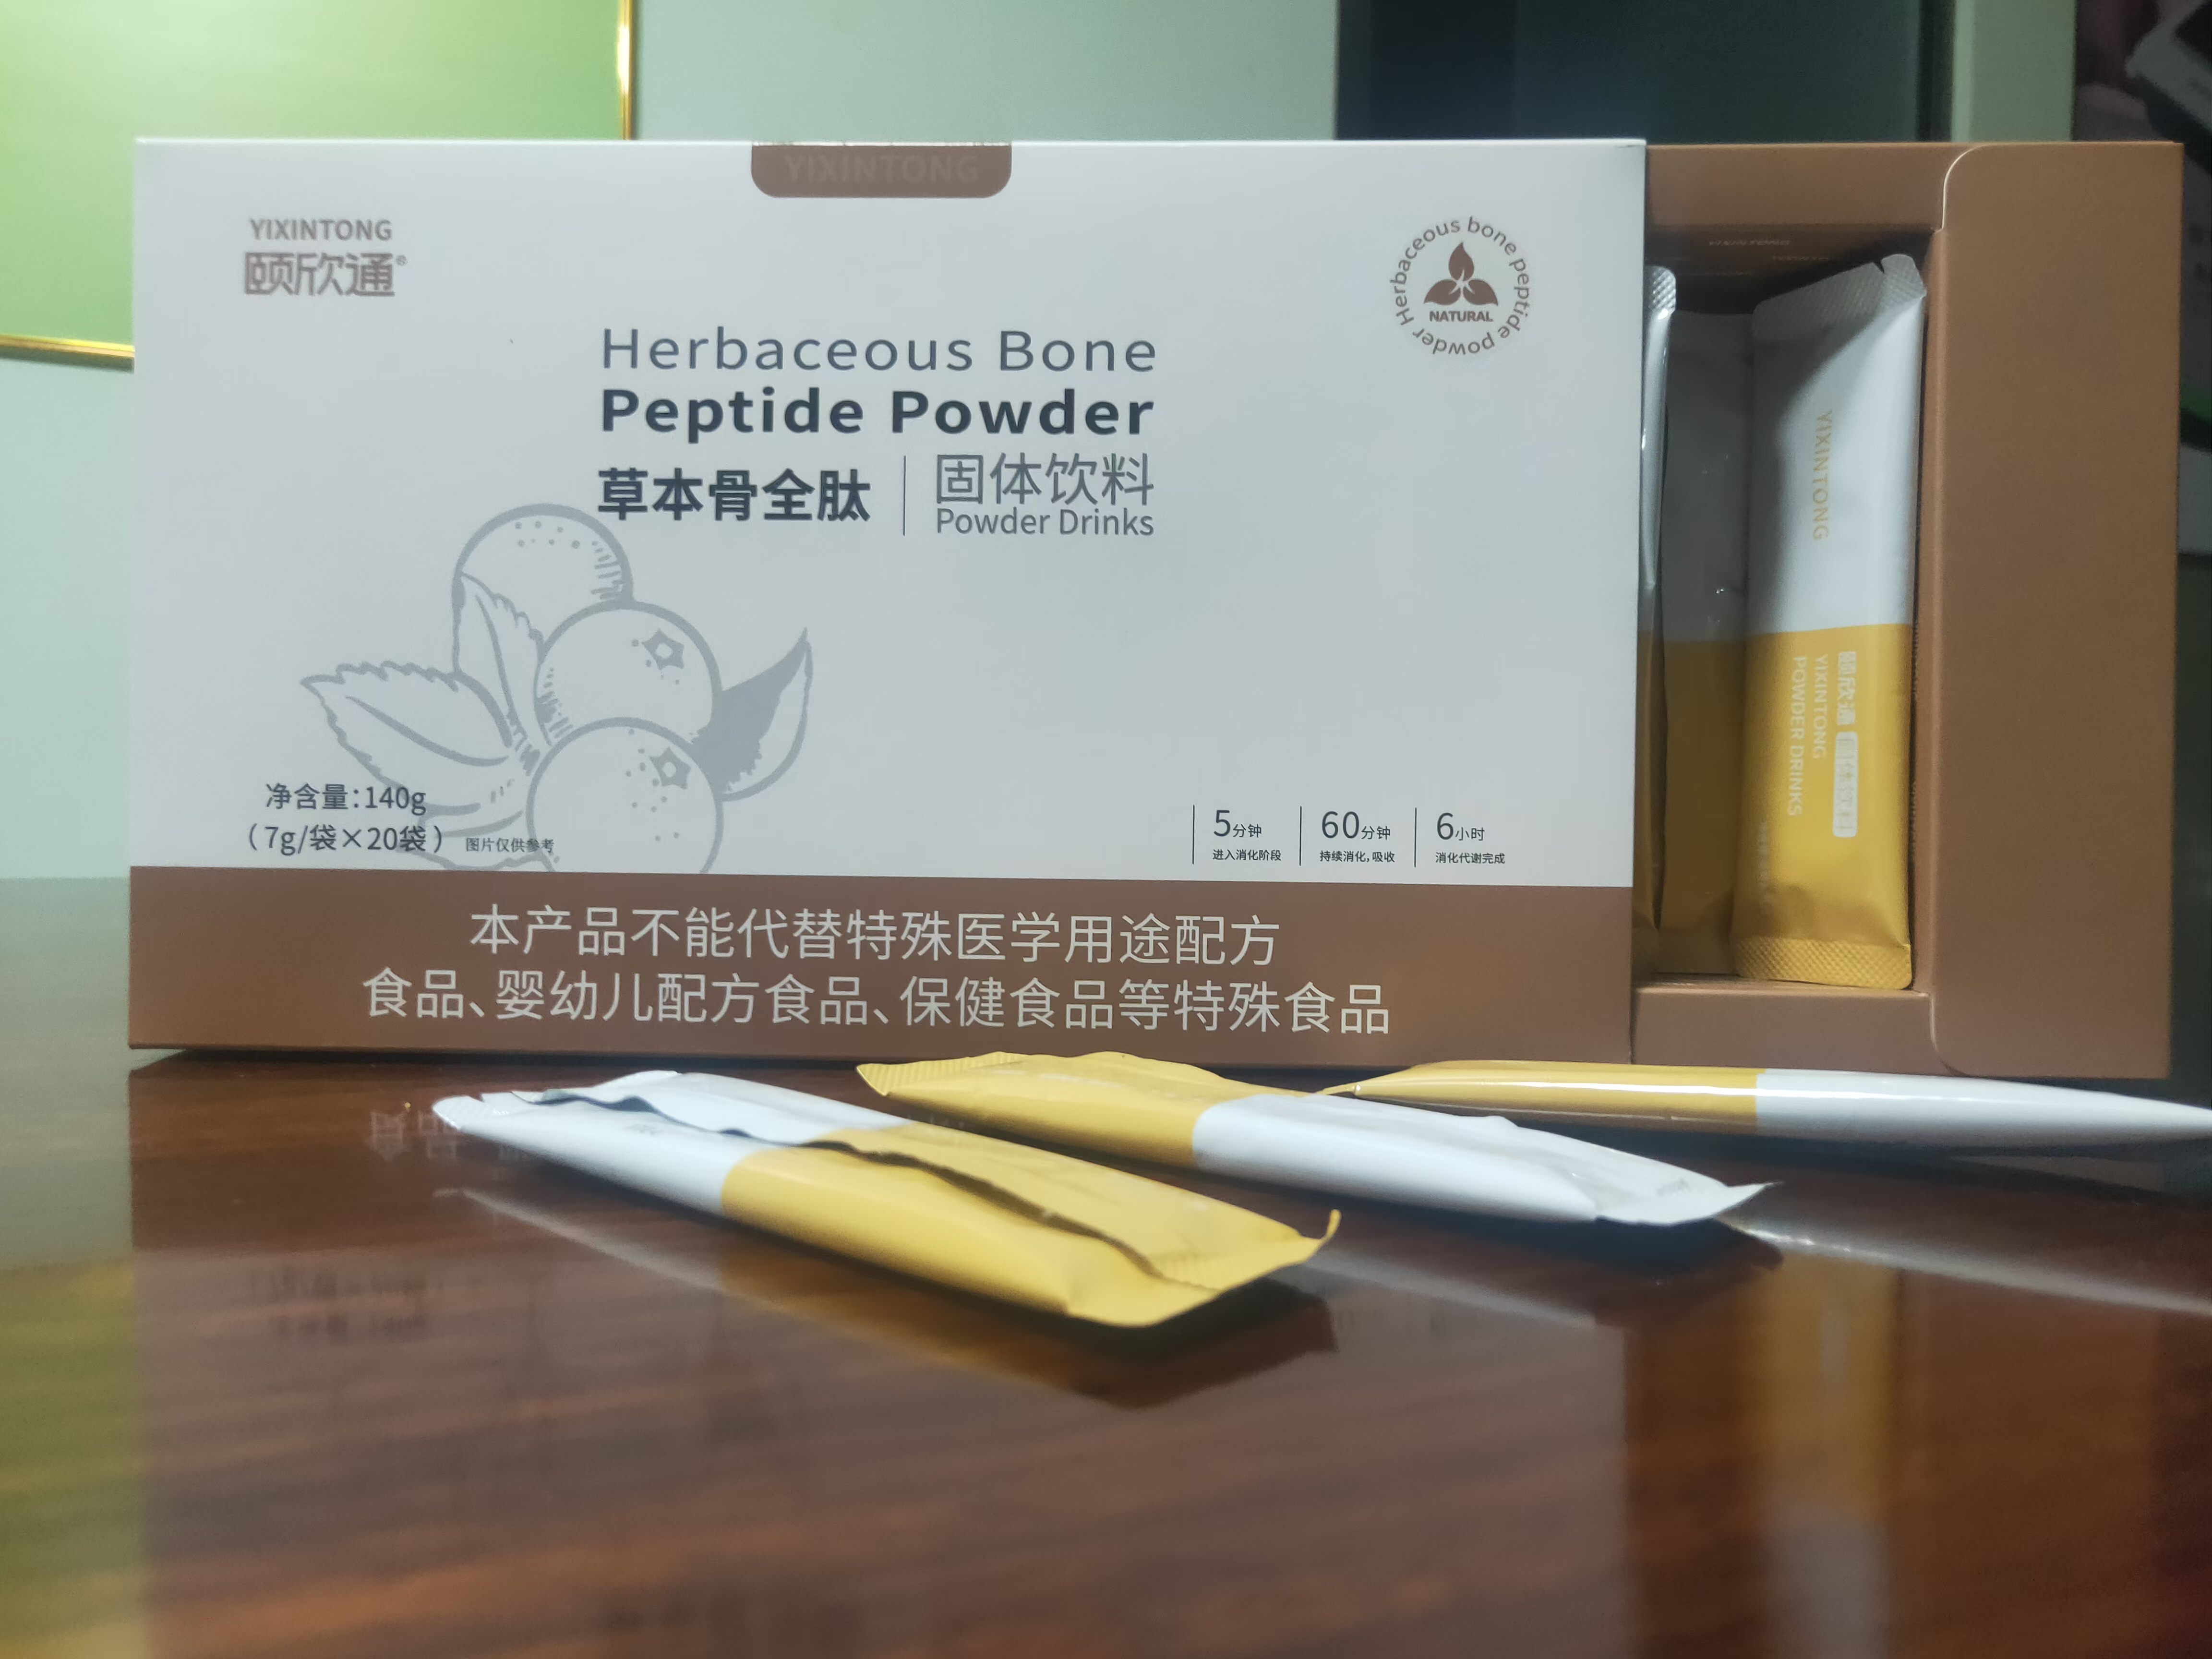 YIXINTONG
YIXINTONG
颐欣通®
Herbaceous bone peptide powder
NATURAL
Herbaceous Bone
Peptide Powder
草本骨全肽
固体饮料
Powder Drinks
净含量：140g
（7g/袋×20袋）
图片仅供参考
5分钟
进入消化阶段
60分钟
持续消化，吸收
6小时
消化代谢完成
本产品不能代替特殊医学用途配方
食品、婴幼儿配方食品、保健食品等特殊食品
YIXINTONG
YIXINTONG
颐欣通 固体饮料
YIXINTONG
POWDER DRINKS